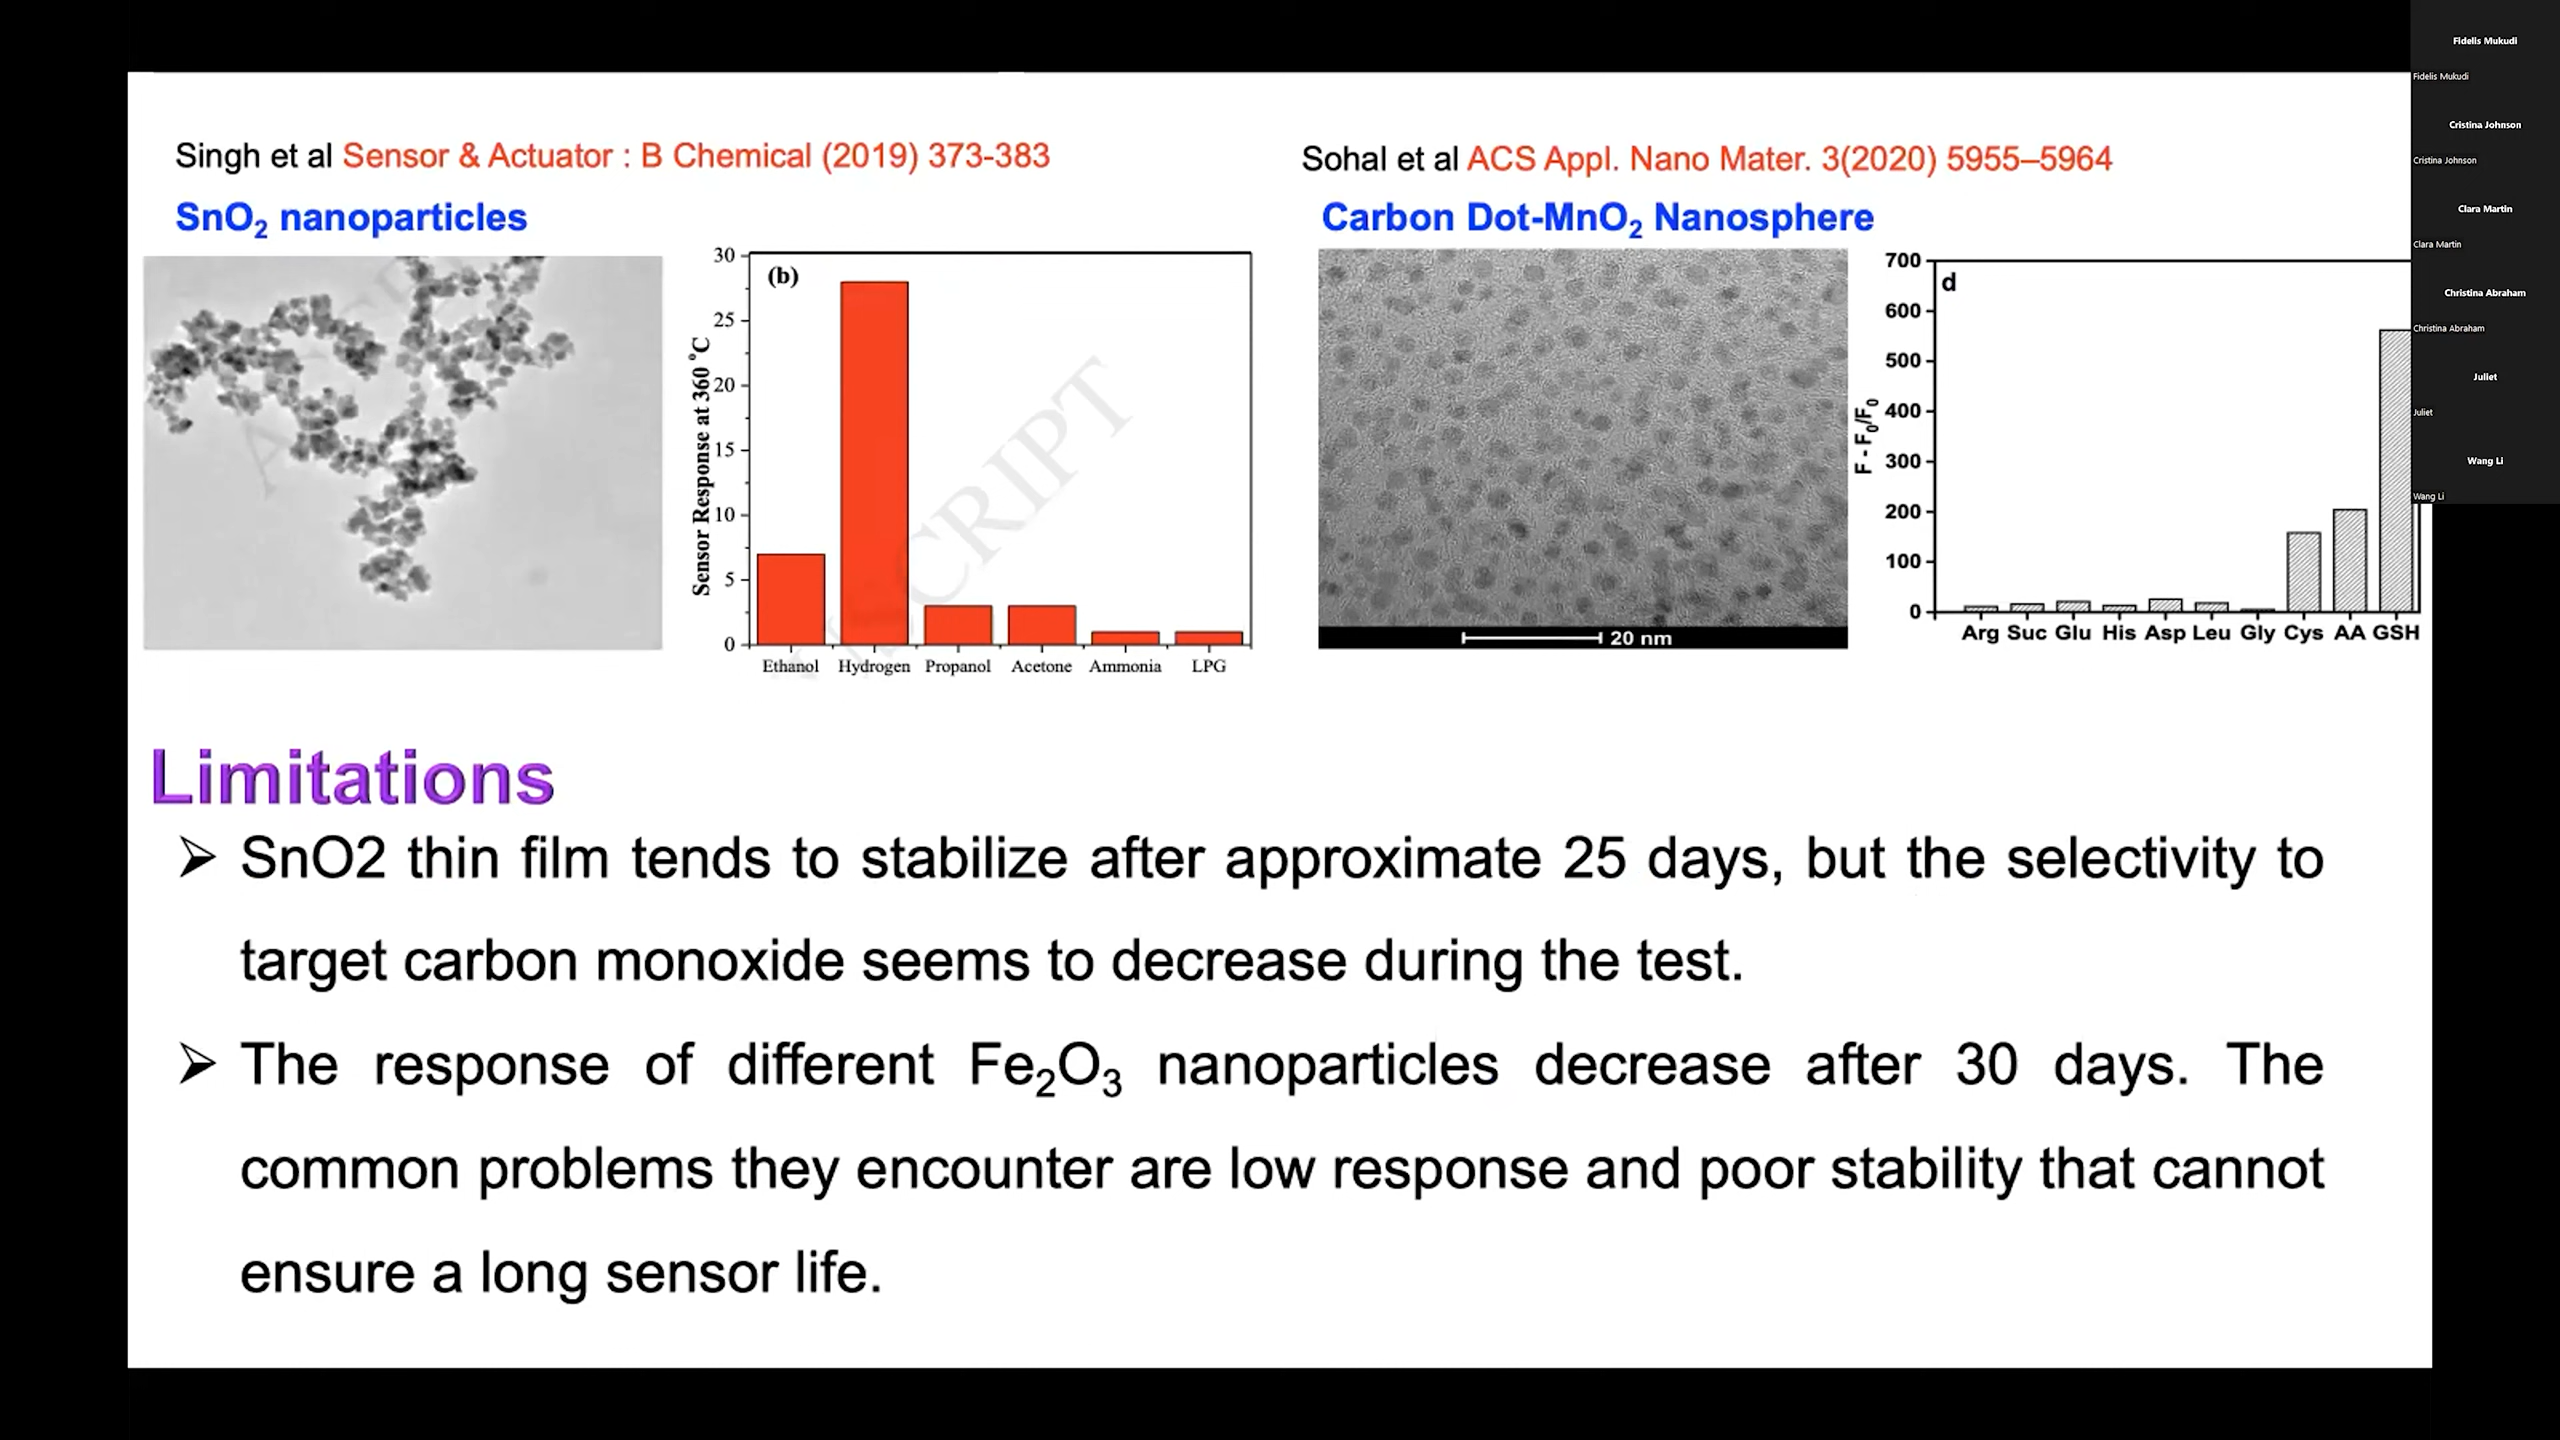 Singh et al Sensor & Actuator : B Chemical (2019) 373-383
SnO₂ nanoparticles
(b)
Sensor Response at 360 °C
30
25
20
15
10
5
0
Ethanol Hydrogen Propanol Acetone Ammonia LPG
Sohal et al ACS Appl. Nano Mater. 3(2020) 5955–5964
Carbon Dot-MnO₂ Nanosphere
20 nm
d
F - F₀/F₀
700
600
500
400
300
200
100
0
Arg Suc Glu His Asp Leu Gly Cys AA GSH
Limitations
➢ SnO2 thin film tends to stabilize after approximate 25 days, but the selectivity to
target carbon monoxide seems to decrease during the test.
➢ The response of different Fe₂O₃ nanoparticles decrease after 30 days. The
common problems they encounter are low response and poor stability that cannot
ensure a long sensor life.
Fidelis Mukudi
Fidelis Mukudi
Cristina Johnson
Cristina Johnson
Clara Martin
Clara Martin
Christina Abraham
Christina Abraham
Juliet
Juliet
Wang Li
Wang Li